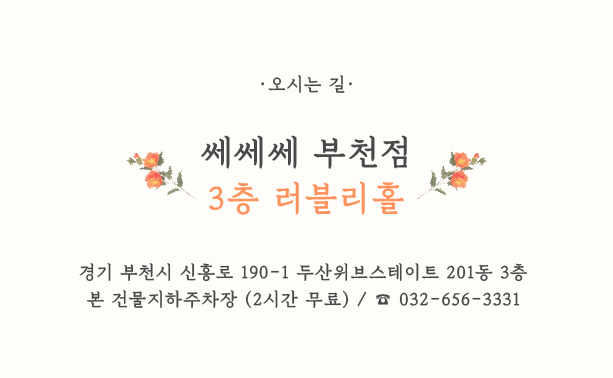 ·오시는 길·
쎄쎄쎄 부천점
3층 러블리홀
경기 부천시 신흥로 190-1 두산위브스테이트 201동 3층
본 건물지하주차장 (2시간 무료) / ☎ 032-656-3331